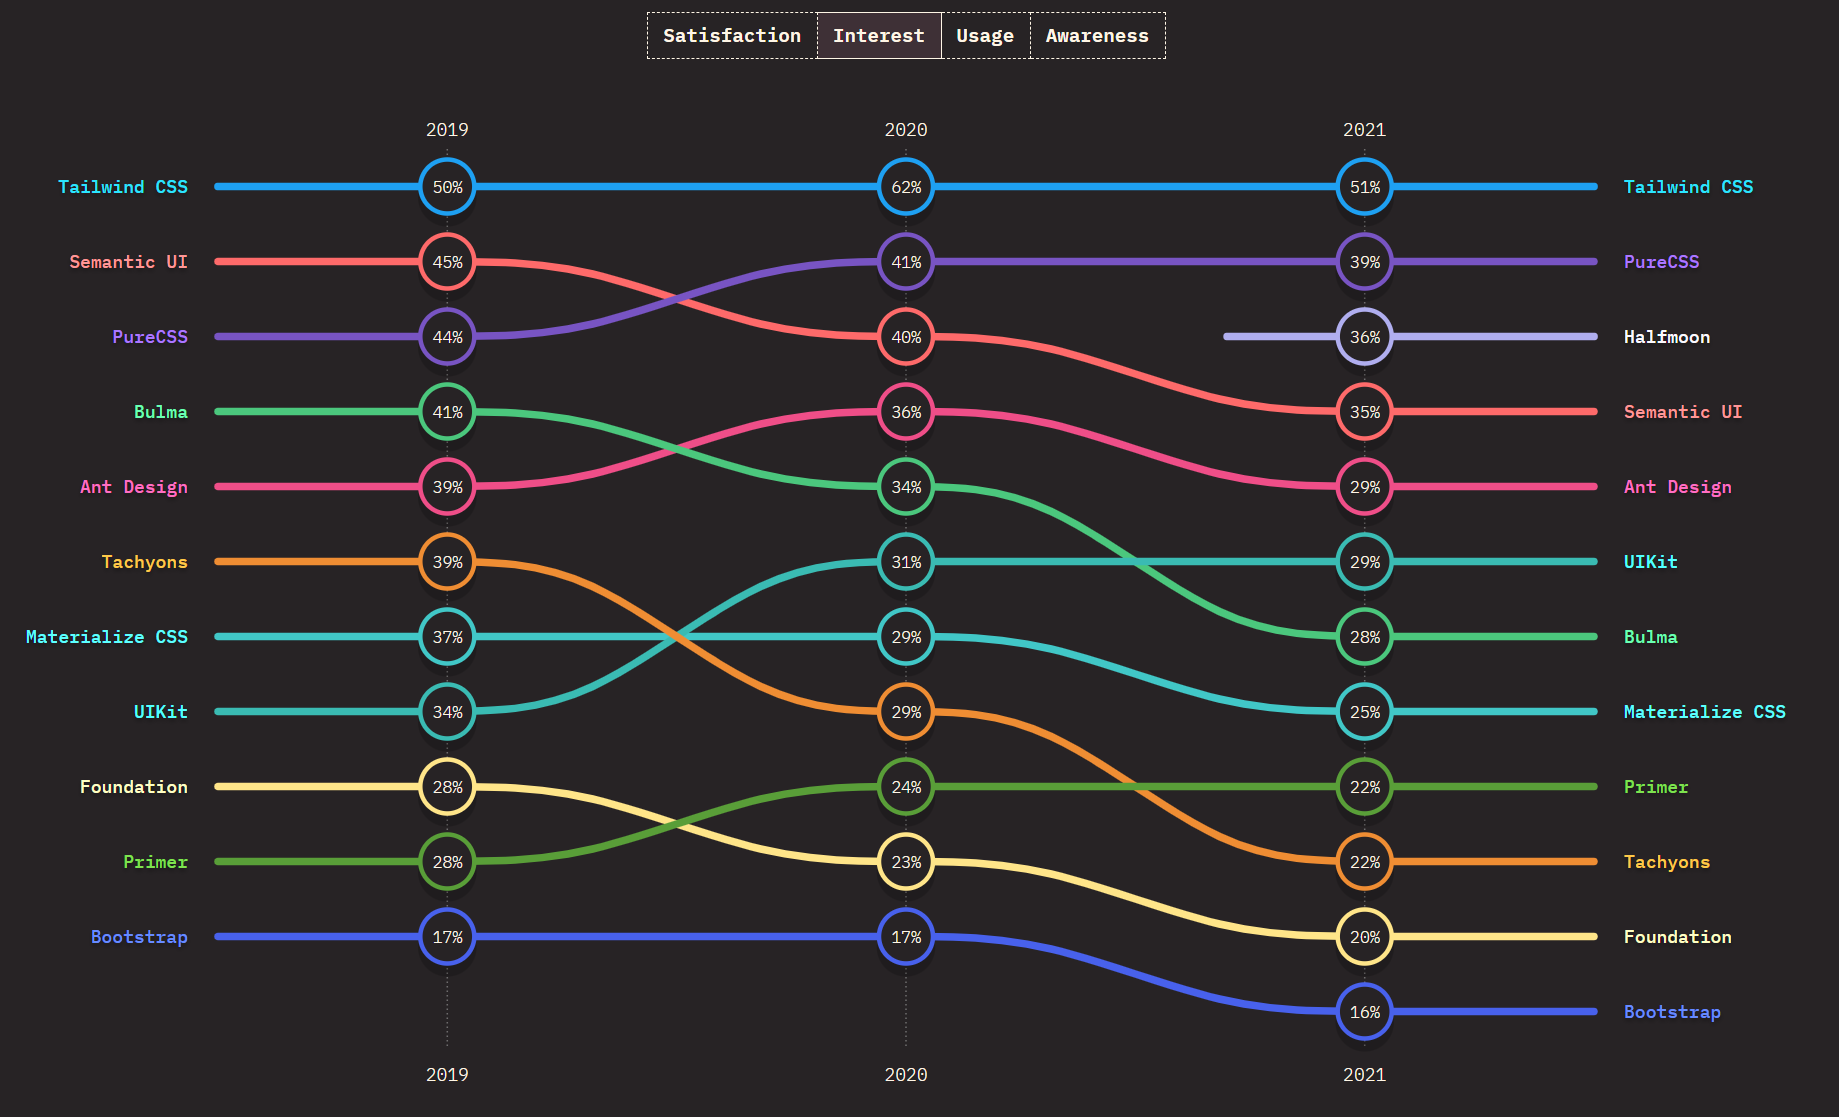 Satisfaction Interest Usage Awareness
2019 2020 2021
Tailwind CSS 50% 62% 51% Tailwind CSS
Semantic UI 45% 41% 39% PureCSS
PureCSS 44% 40% 36% Halfmoon
Bulma 41% 36% 35% Semantic UI
Ant Design 39% 34% 29% Ant Design
Tachyons 39% 31% 29% UIKit
Materialize CSS 37% 29% 28% Bulma
UIKit 34% 29% 25% Materialize CSS
Foundation 28% 24% 22% Primer
Primer 28% 23% 22% Tachyons
Bootstrap 17% 17% 20% Foundation
16% Bootstrap
2019 2020 2021